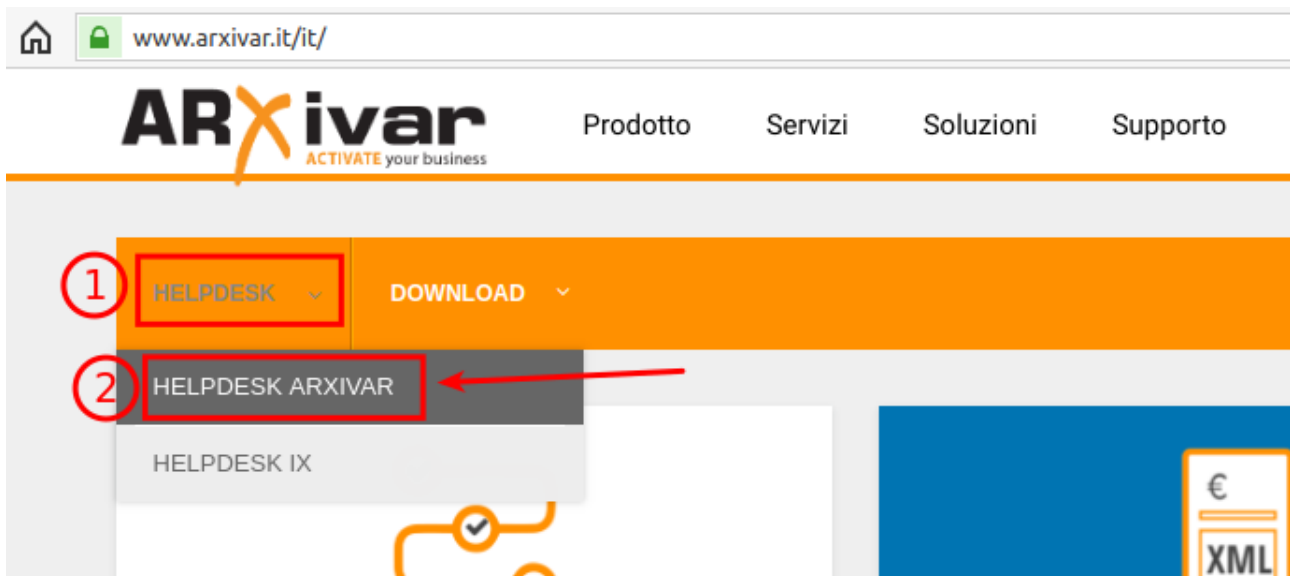 www.arxivar.it/it/
ARXivar
ACTIVATE your business
Prodotto Servizi Soluzioni Supporto
1 HELPDESK DOWNLOAD
2 HELPDESK ARXIVAR
HELPDESK IX
€
XML